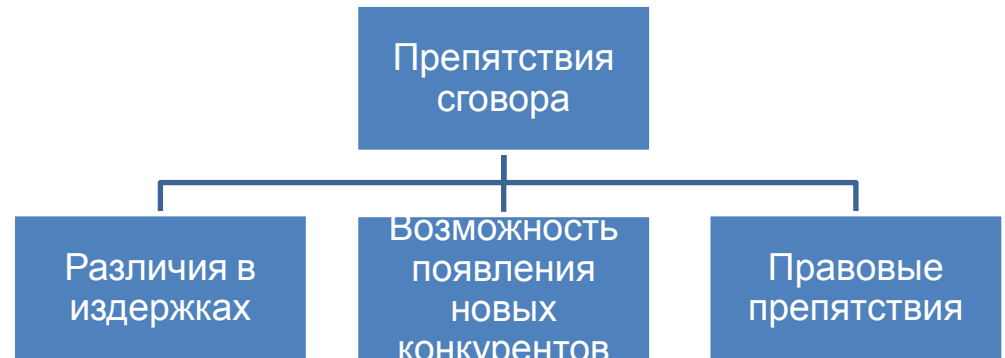 Препятствия
сговора
Различия в
издержках
Возможность
появления
новых
конкурентов
Правовые
препятствия